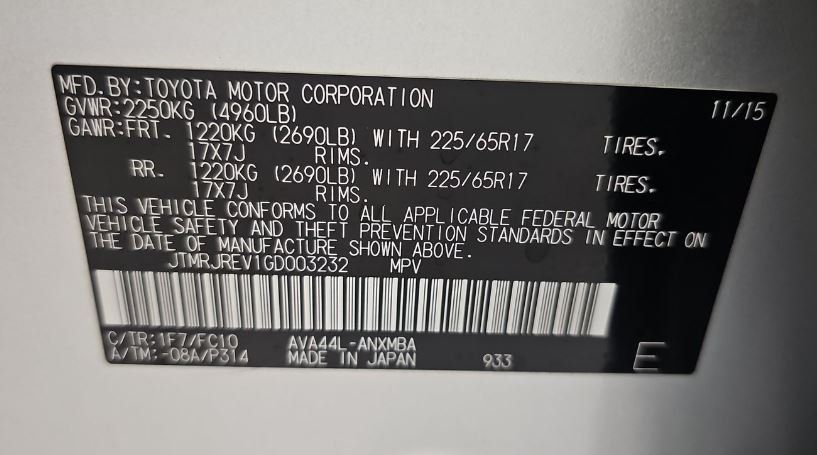 MFD.BY:TOYOTA MOTOR CORPORATION 11/15
GVWR:2250KG (4960LB)
GAWR:FRT. 1220KG (2690LB) WITH 225/65R17 TIRES.
17X7J RIMS.
RR. 1220KG (2690LB) WITH 225/65R17 TIRES.
17X7J RIMS.
THIS VEHICLE CONFORMS TO ALL APPLICABLE FEDERAL MOTOR
VEHICLE SAFETY AND THEFT PREVENTION STANDARDS IN EFFECT ON
THE DATE OF MANUFACTURE SHOWN ABOVE.
JTMRJREV1GD003232 MPV
C/TR:1F7/FC10 AVA44L-ANXMBA
A/TM:-08A/P314 MADE IN JAPAN 933 E